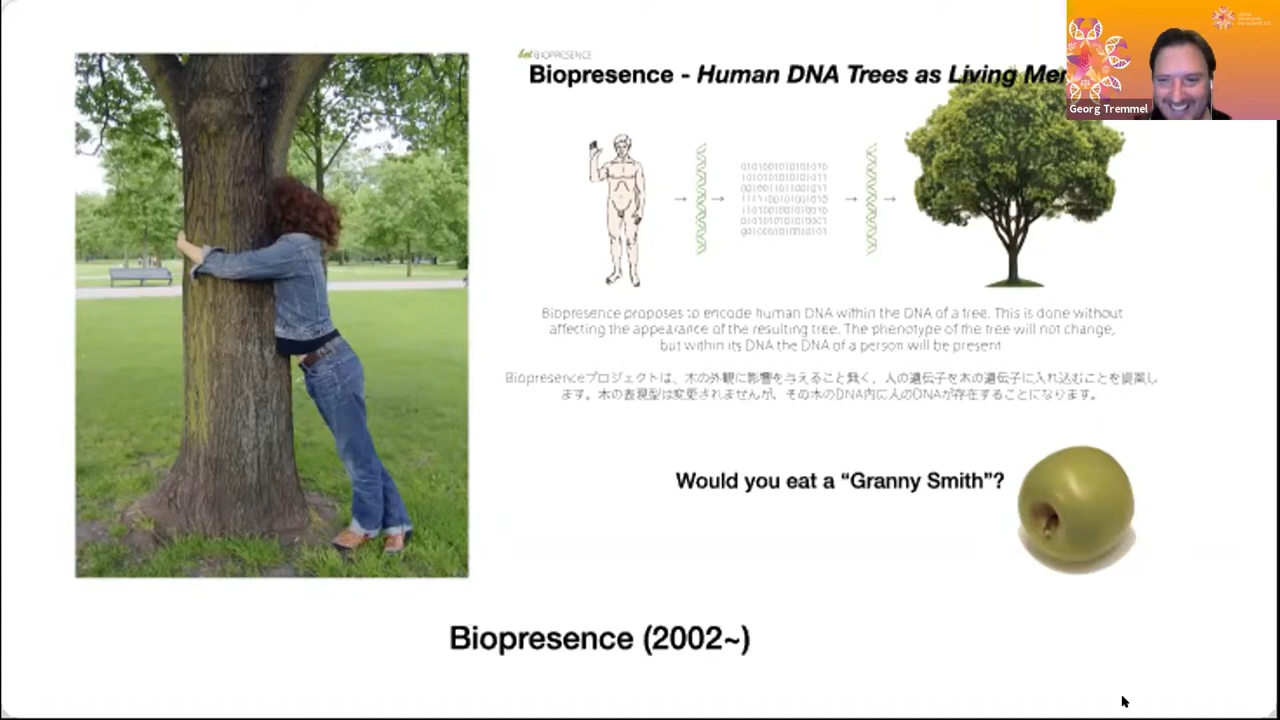 BIOPRESENCE
Biopresence - Human DNA Trees as Living Mem
Georg Tremmel
Biopresence proposes to encode human DNA within the DNA of a tree. This is done without
affecting the appearance of the resulting tree. The phenotype of the tree will not change,
but within its DNA the DNA of a person will be present
Biopresenceプロジェクトは、木の外観に影響を与えること無く、人の遺伝子を木の遺伝子に入れ込むことを提案し
ます。木の表現型は変更されませんが、その木のDNA内に人のDNAが存在することになります。
Would you eat a “Granny Smith”?
Biopresence (2002~)